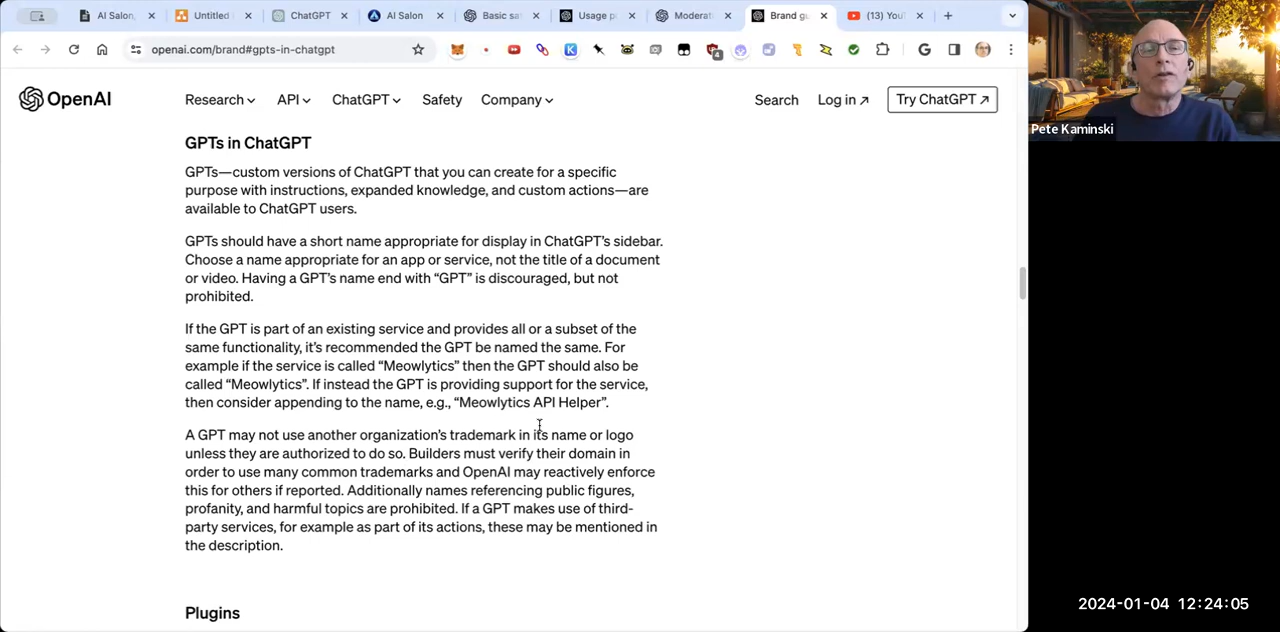 AI Salon,
Untitled
ChatGPT
AI Salon
Basic sa
Usage p
Moderat
Brand gu
(13) You
openai.com/brand#gpts-in-chatgpt
4
OpenAI
Research
API
ChatGPT
Safety
Company
Search
Log in
Try ChatGPT
GPTs in ChatGPT
GPTs—custom versions of ChatGPT that you can create for a specific
purpose with instructions, expanded knowledge, and custom actions—are
available to ChatGPT users.
GPTs should have a short name appropriate for display in ChatGPT’s sidebar.
Choose a name appropriate for an app or service, not the title of a document
or video. Having a GPT’s name end with “GPT” is discouraged, but not
prohibited.
If the GPT is part of an existing service and provides all or a subset of the
same functionality, it’s recommended the GPT be named the same. For
example if the service is called “Meowlytics” then the GPT should also be
called “Meowlytics”. If instead the GPT is providing support for the service,
then consider appending to the name, e.g., “Meowlytics API Helper”.
A GPT may not use another organization’s trademark in its name or logo
unless they are authorized to do so. Builders must verify their domain in
order to use many common trademarks and OpenAI may reactively enforce
this for others if reported. Additionally names referencing public figures,
profanity, and harmful topics are prohibited. If a GPT makes use of third-
party services, for example as part of its actions, these may be mentioned in
the description.
Plugins
Pete Kaminski
2024-01-04 12:24:05